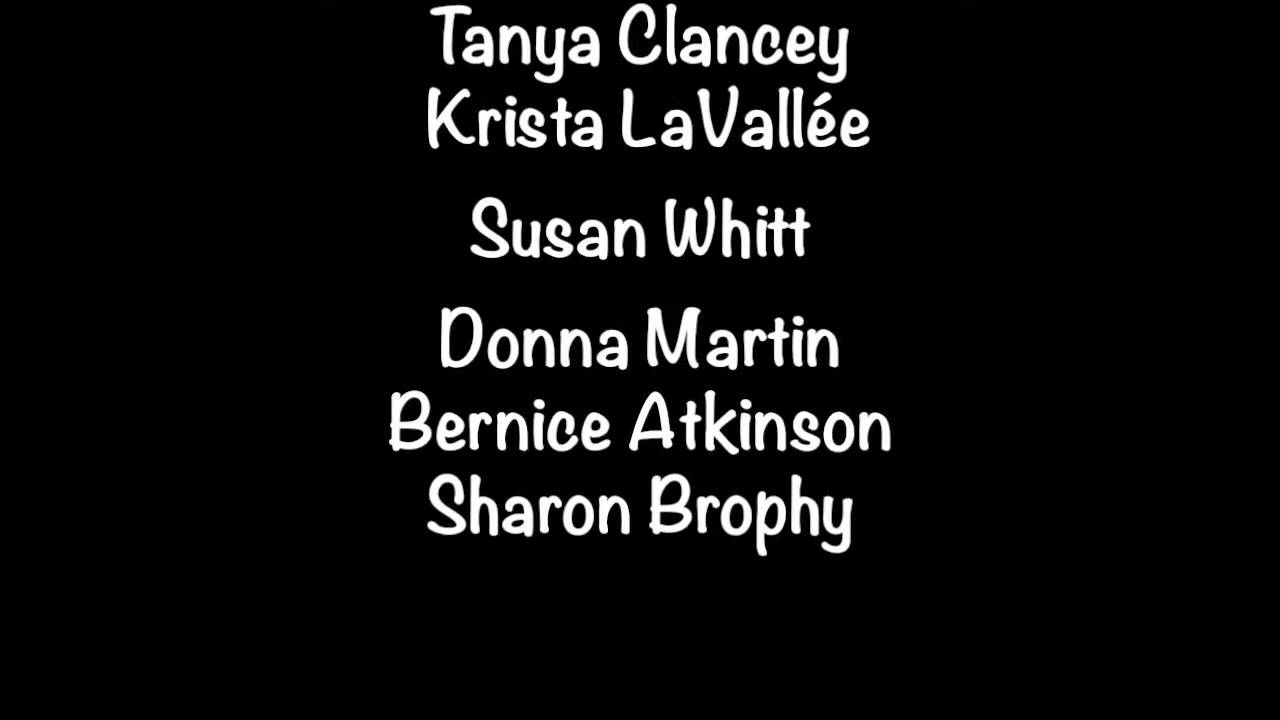 Tanya Clancey
Krista LaVallée
Susan Whitt
Donna Martin
Bernice Atkinson
Sharon Brophy